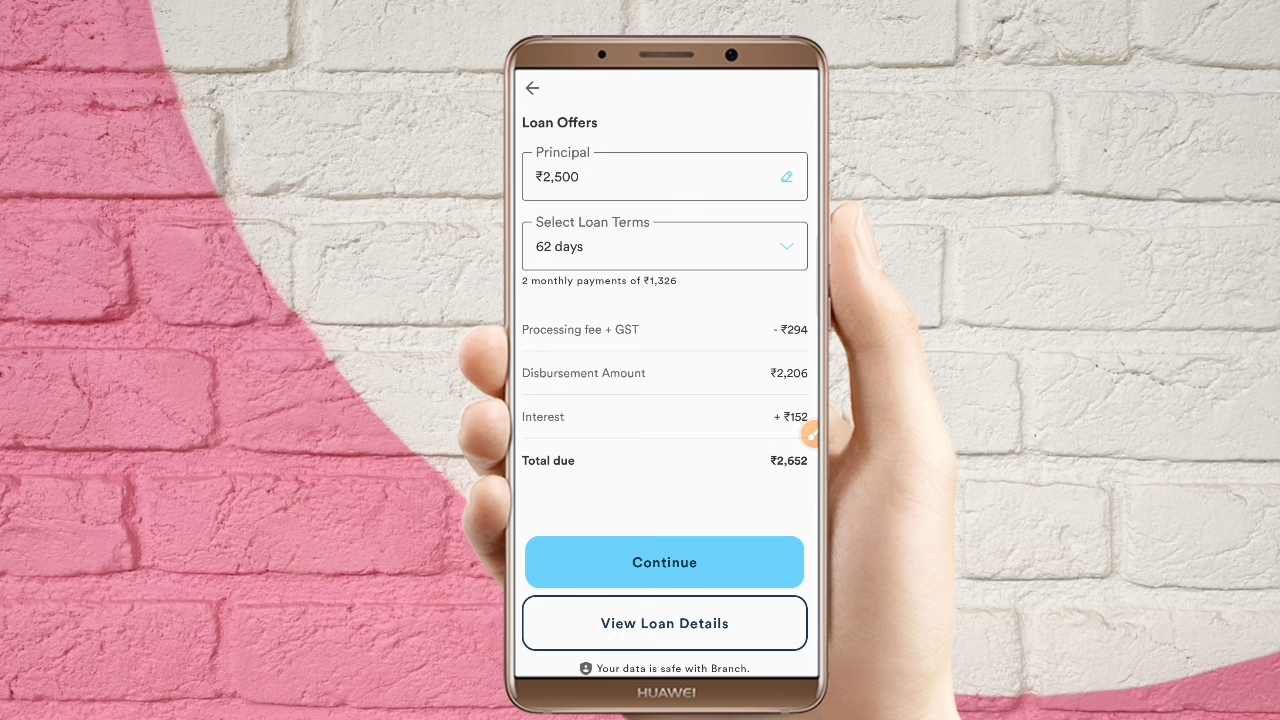 Loan Offers
Principal
₹2,500
Select Loan Terms
62 days
2 monthly payments of ₹1,326
Processing fee + GST - ₹294
Disbursement Amount ₹2,206
Interest + ₹152
Total due ₹2,652
Continue
View Loan Details
Your data is safe with Branch.
HUAWEI